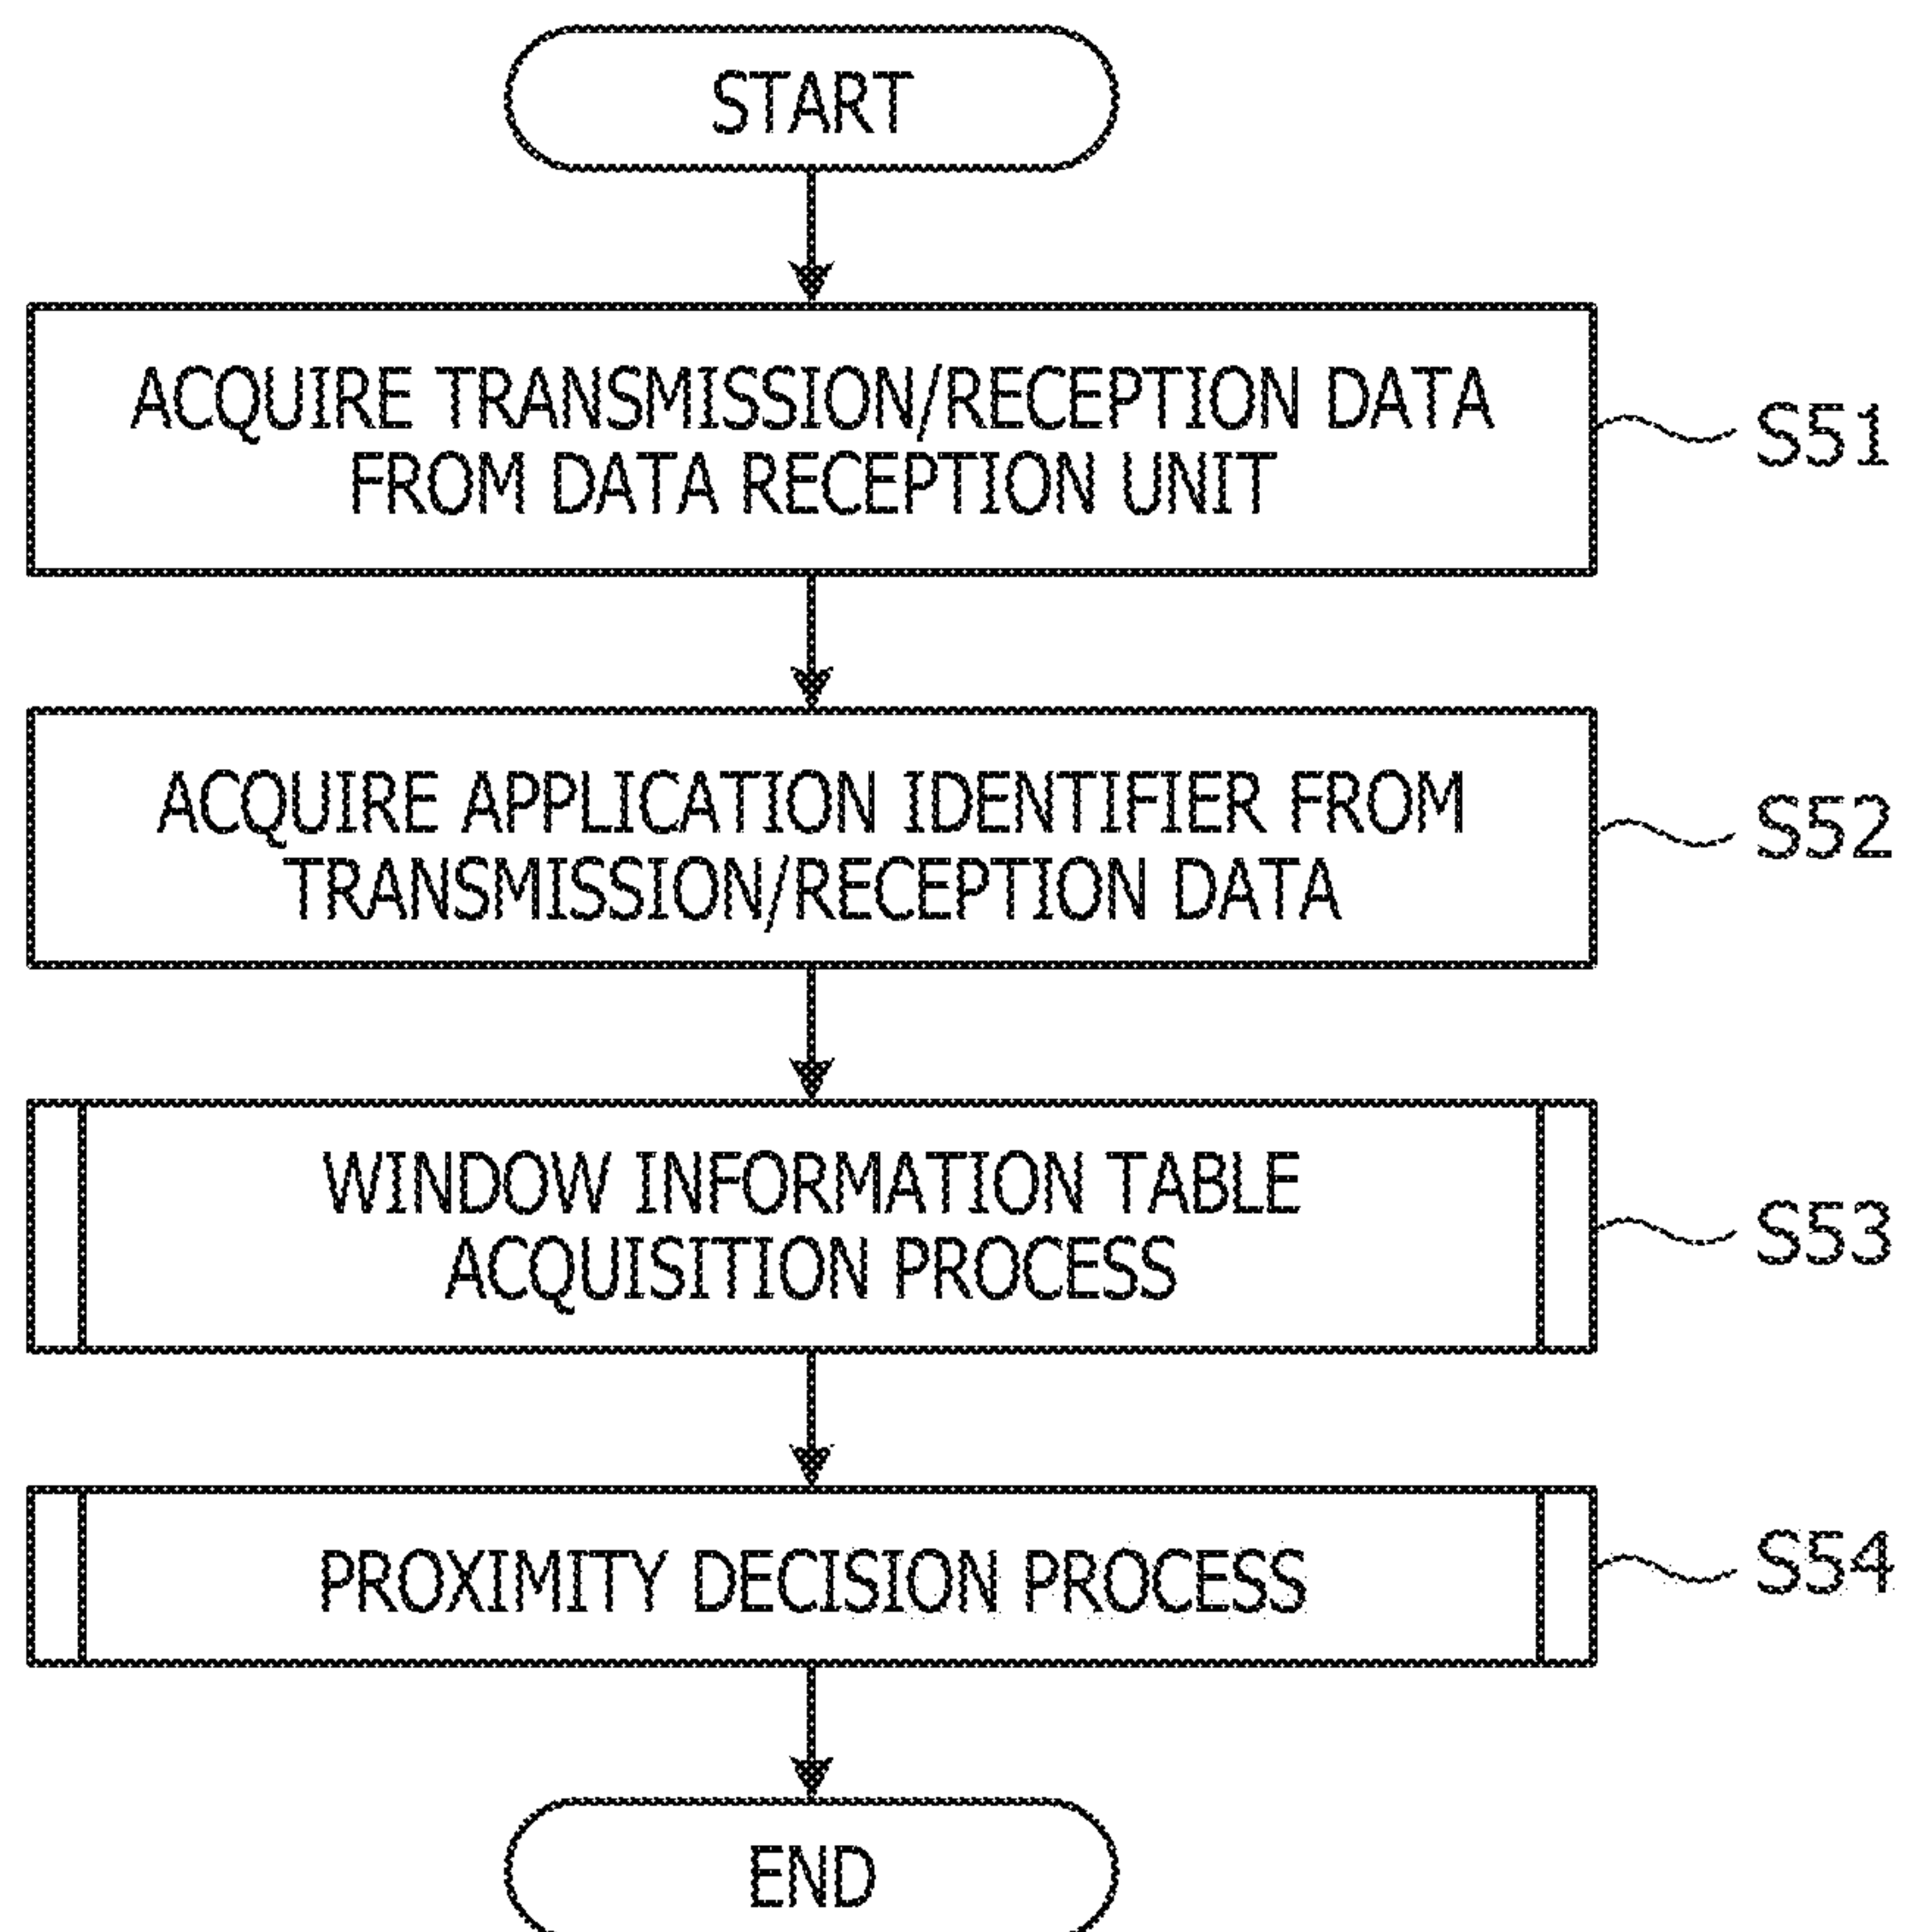 START
ACQUIRE TRANSMISSION/RECEPTION DATA
FROM DATA RECEPTION UNIT
S51
ACQUIRE APPLICATION IDENTIFIER FROM
TRANSMISSION/RECEPTION DATA
S52
WINDOW INFORMATION TABLE
ACQUISITION PROCESS
S53
PROXIMITY DECISION PROCESS
S54
END